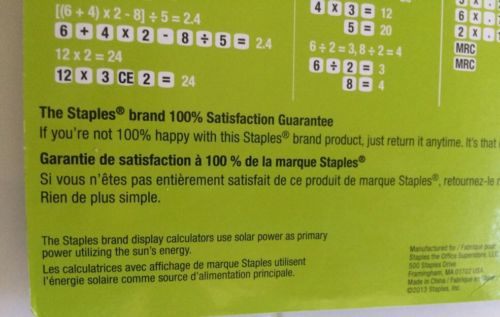 [(6 + 4) x 2 - 8] ÷ 5 = 2.4
6 + 4 X 2 - 8 ÷ 5 = 2.4
12 x 2 = 24
12 X 3 CE 2 = 24
4 X 3 = 12
5 = 20
6 ÷ 2 = 3, 8 ÷ 2 = 4
6 ÷ 2 = 3
8 = 4
6 X
2 X
MRC
MRC
The Staples® brand 100% Satisfaction Guarantee
If you're not 100% happy with this Staples® brand product, just return it anytime. It's that
Garantie de satisfaction à 100 % de la marque Staples®
Si vous n'êtes pas entièrement satisfait de ce produit de marque Staples®, retournez-le
Rien de plus simple.
The Staples brand display calculators use solar power as primary
power utilizing the sun's energy.
Les calculatrices avec affichage de marque Staples utilisent
l'énergie solaire comme source d'alimentation principale.
Manufactured for / Fabriqué pour
Staples the Office Superstore, LLC
500 Staples Drive
Framingham, MA 01702 USA
Made in China / Fabriqué en Chine
©2013 Staples, Inc.